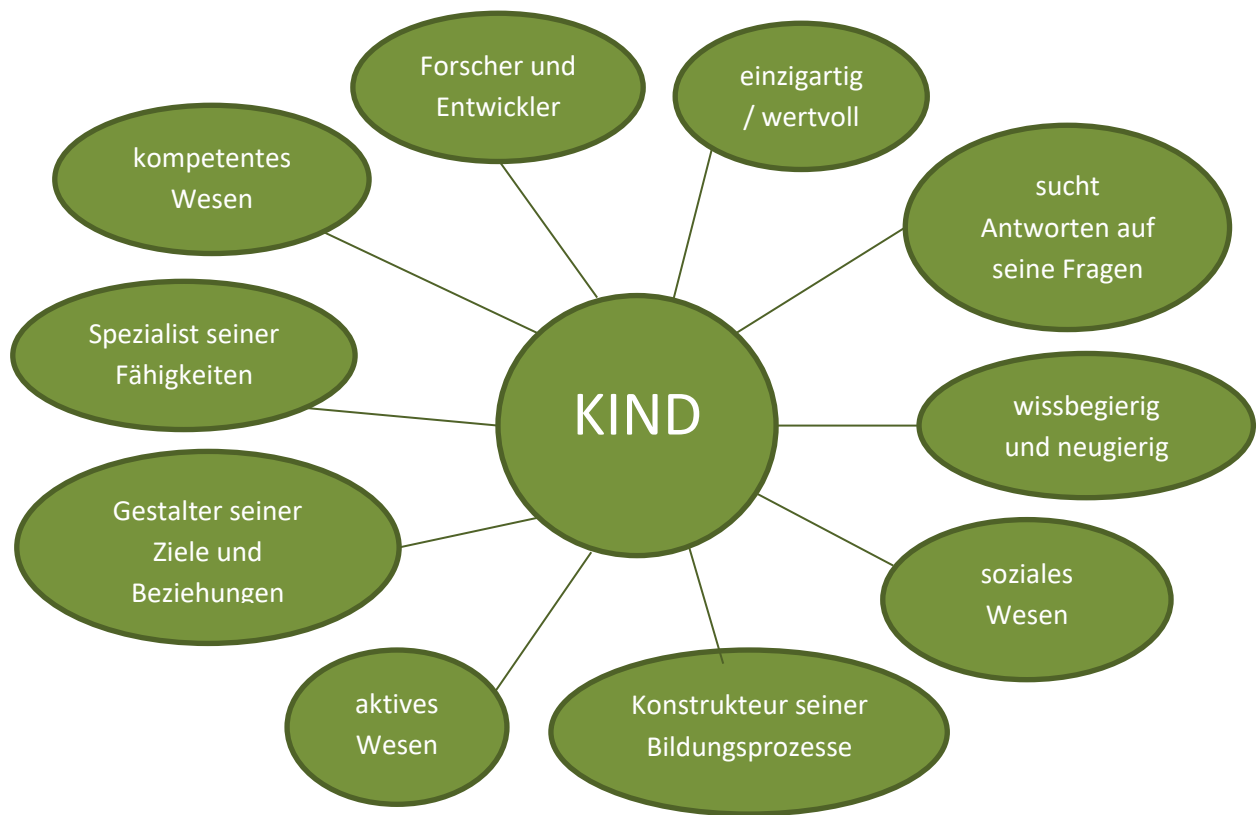 Forscher und
Entwickler
einzigartig
/ wertvoll
kompetentes
Wesen
sucht
Antworten auf
seine Fragen
Spezialist seiner
Fähigkeiten
KIND
wissbegierig
und neugierig
Gestalter seiner
Ziele und
Beziehungen
soziales
Wesen
aktives
Wesen
Konstrukteur seiner
Bildungsprozesse